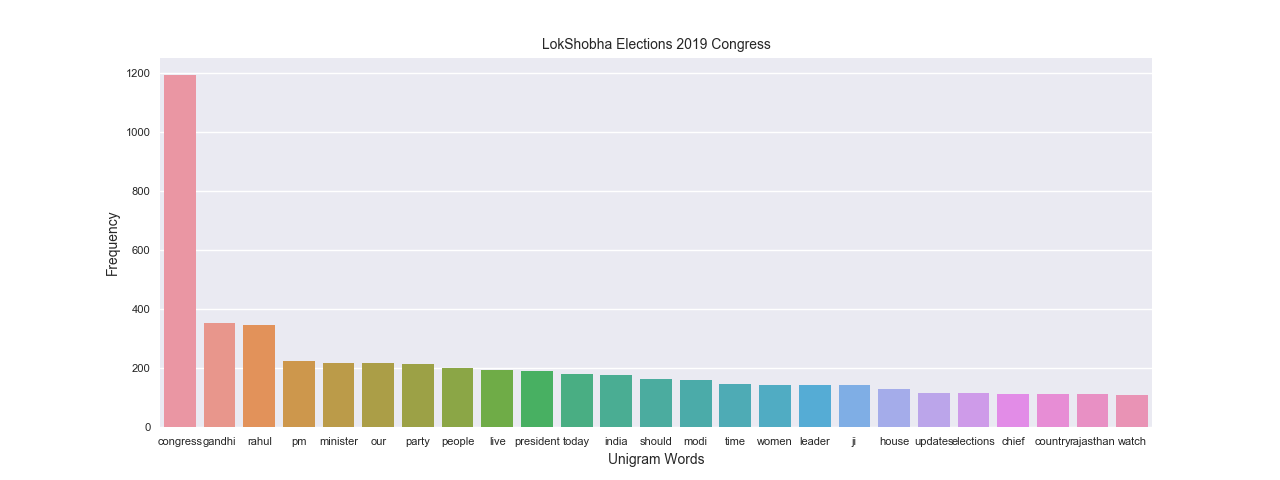 LokShobha Elections 2019 Congress
1200
1000
800
600
400
200
0
Frequency
congress gandhi rahul pm minister our party people live president today india should modi time women leader ji house updates elections chief country rajasthan watch
Unigram Words